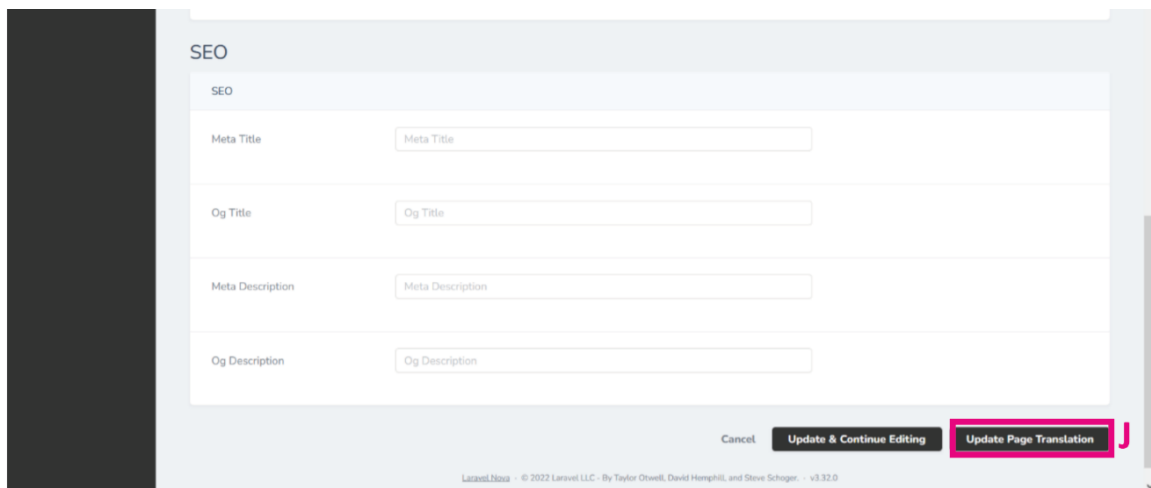 SEO
SEO
Meta Title Meta Title
Og Title Og Title
Meta Description Meta Description
Og Description Og Description
Cancel Update & Continue Editing Update Page Translation J
Laravel Nova · © 2022 Laravel LLC - By Taylor Otwell, David Hemphill, and Steve Schoger. · v3.32.0